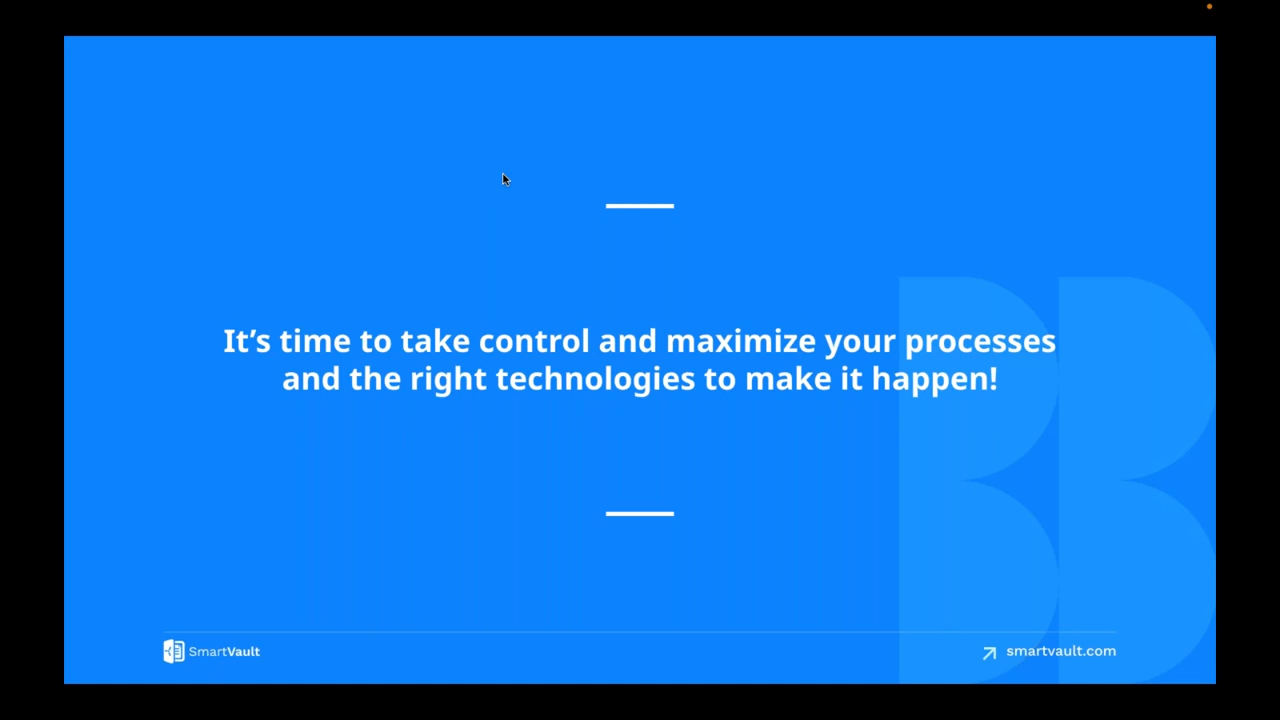 It’s time to take control and maximize your processes
and the right technologies to make it happen!
SmartVault
smartvault.com